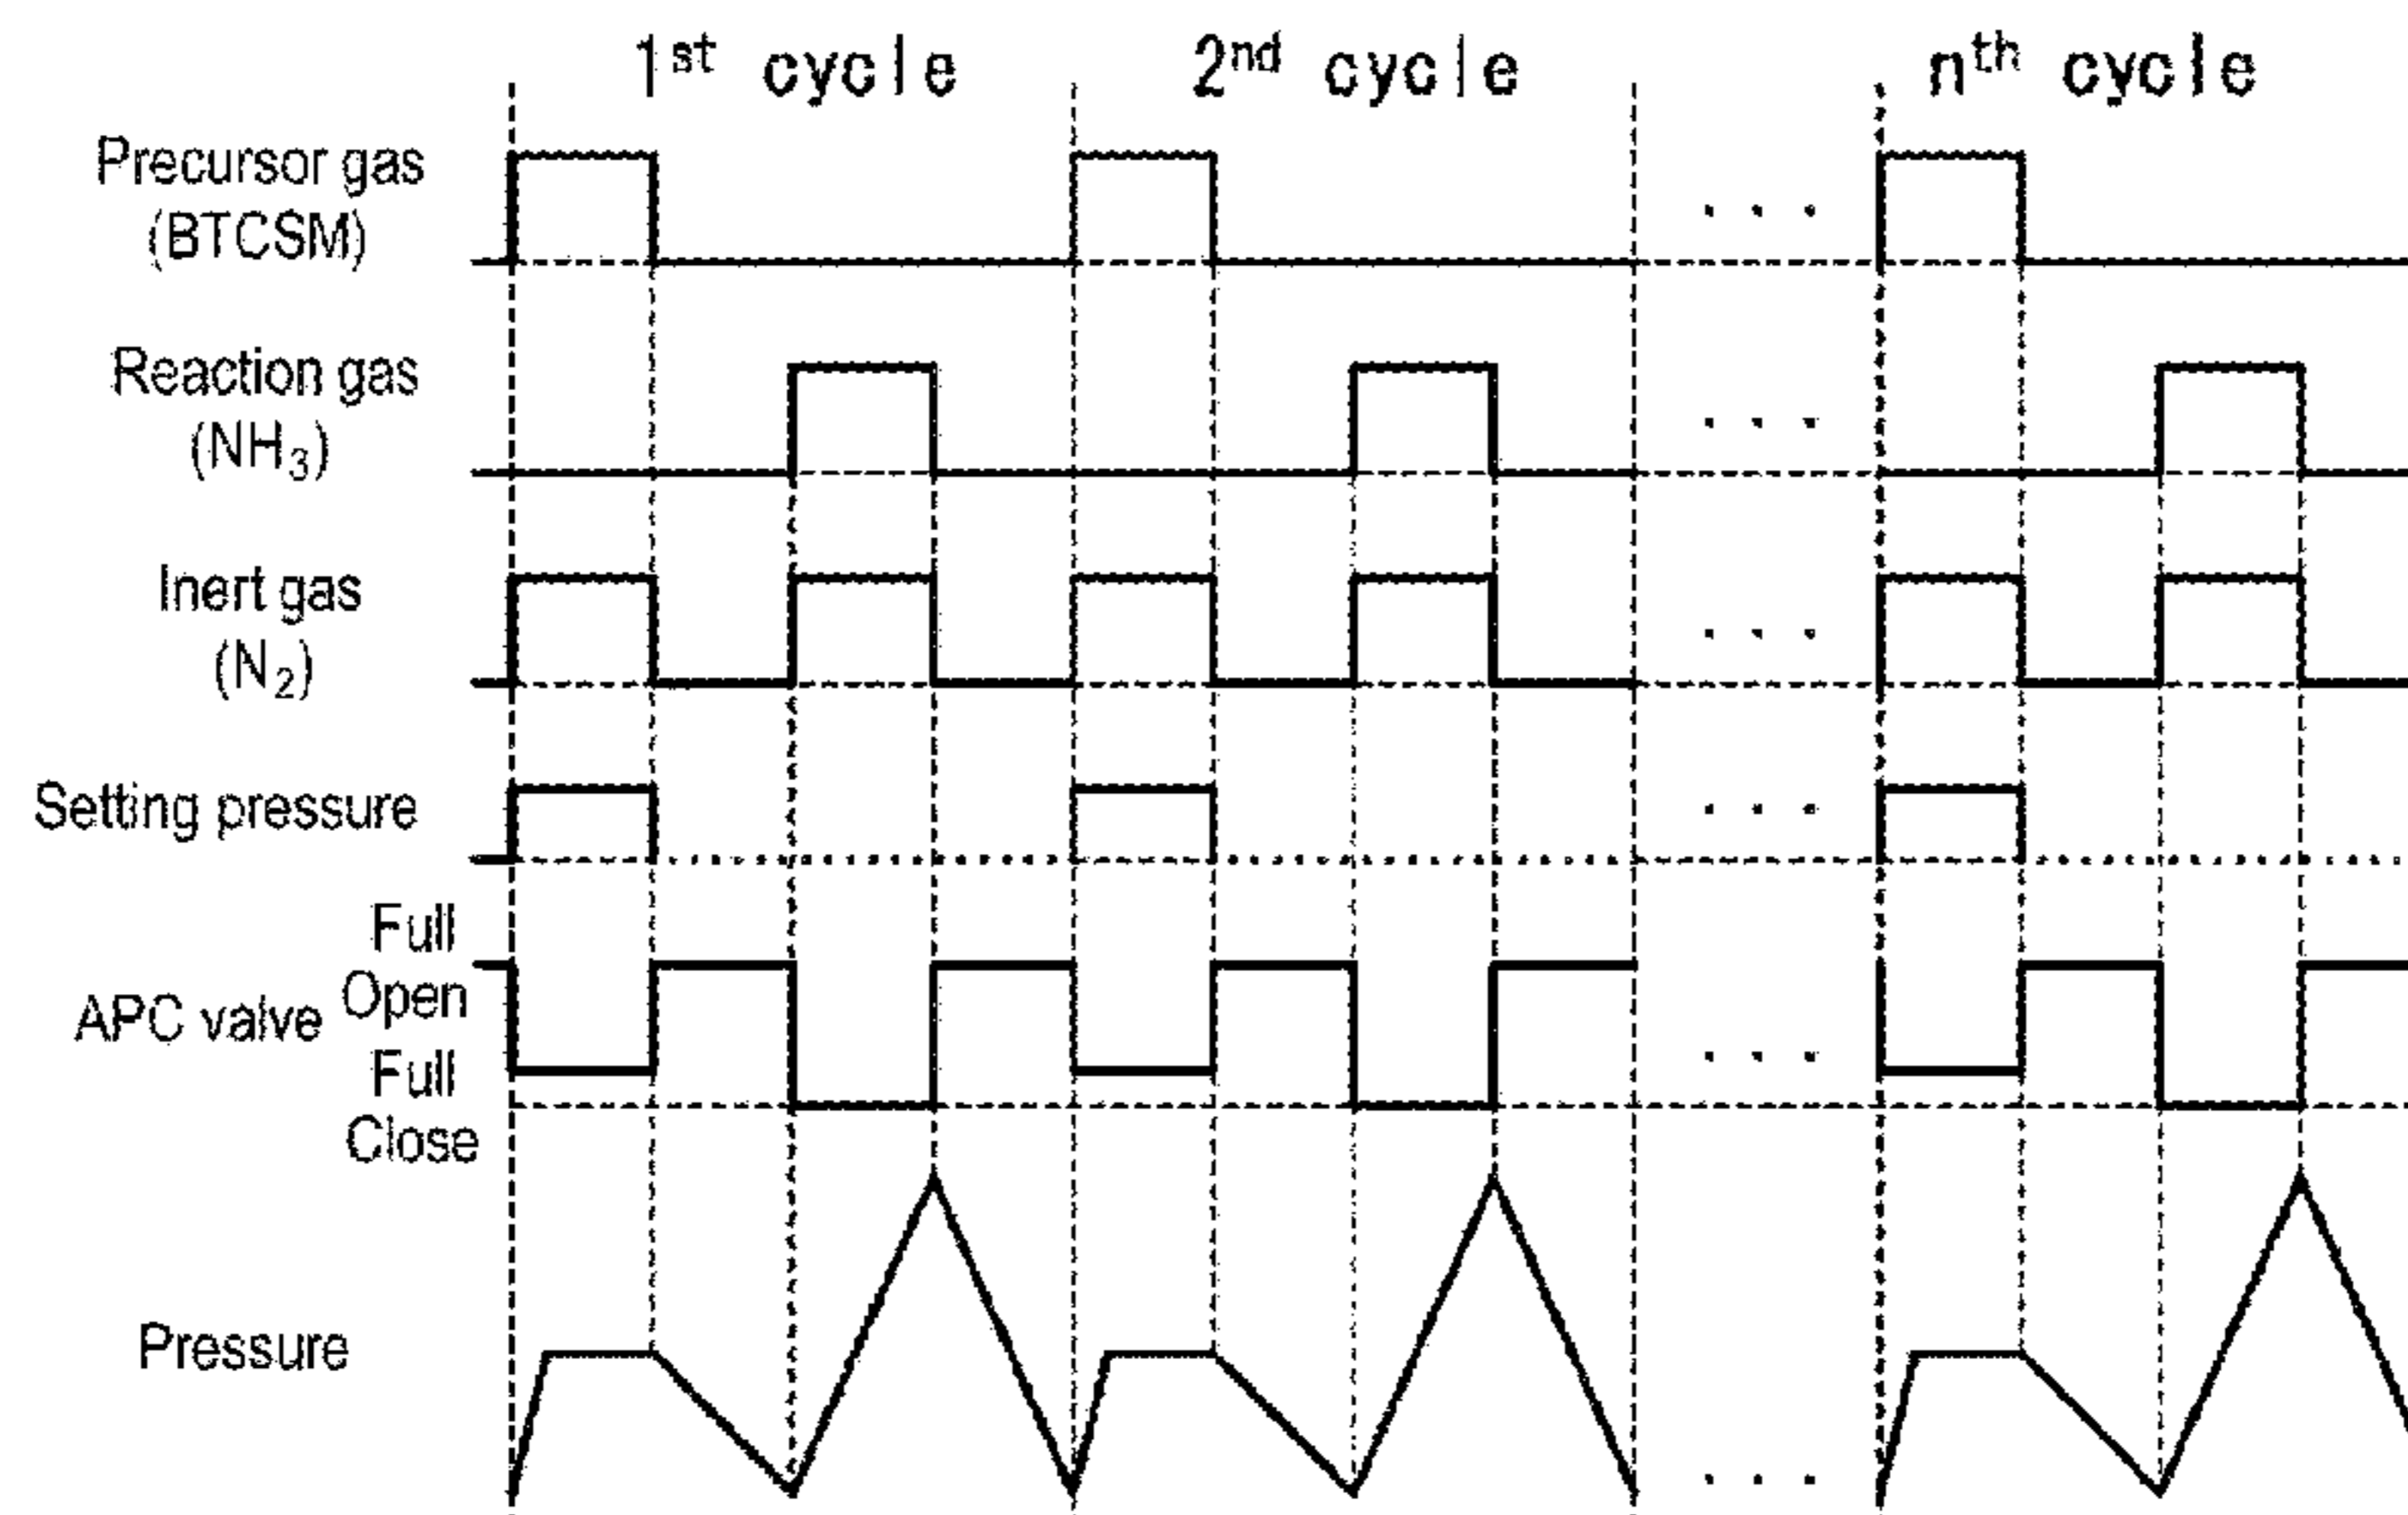 1st cycle 2nd cycle nth cycle
Precursor gas
(BTCSM)
Reaction gas
(NH3)
Inert gas
(N2)
Setting pressure
Full
Open
APC valve
Full
Close
Pressure